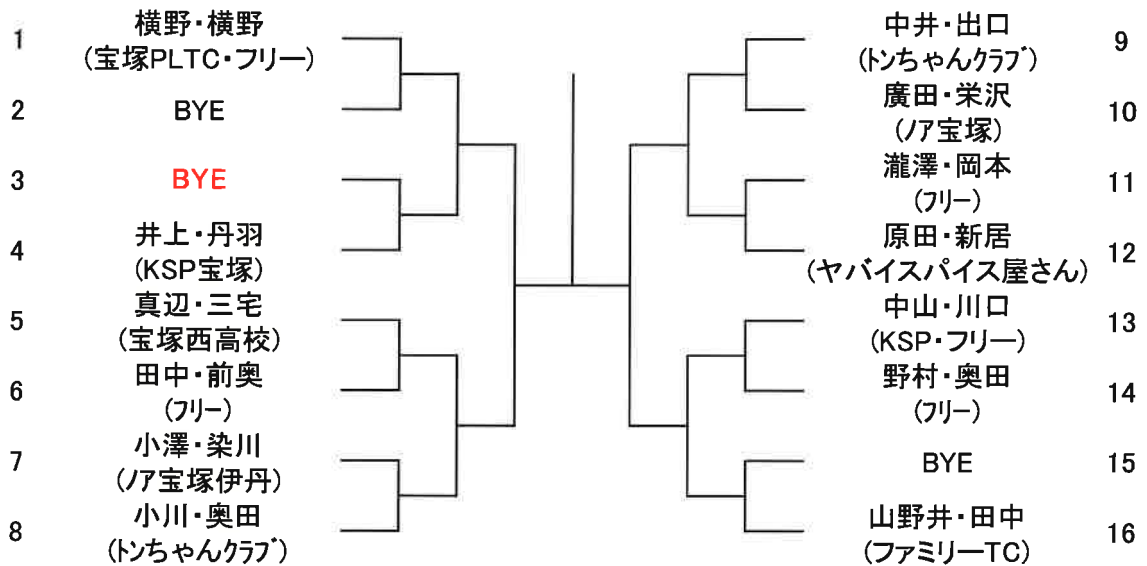 1
横野・横野
(宝塚PLTC・フリー)
2
BYE
3
BYE
4
井上・丹羽
(KSP宝塚)
5
真辺・三宅
(宝塚西高校)
6
田中・前奥
(ﾌﾘｰ)
7
小澤・染川
(ﾉｱ宝塚伊丹)
8
小川・奥田
(ﾄﾝちゃんｸﾗﾌﾞ)
中井・出口
(ﾄﾝちゃんｸﾗﾌﾞ)
9
廣田・栄沢
(ﾉｱ宝塚)
10
瀧澤・岡本
(ﾌﾘｰ)
11
原田・新居
(ヤバイスパイス屋さん)
12
中山・川口
(KSP・フリー)
13
野村・奥田
(ﾌﾘｰ)
14
BYE
15
山野井・田中
(ファミリーTC)
16